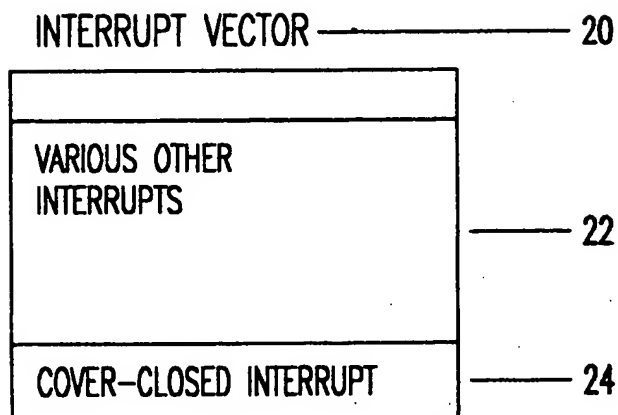 INTERRUPT VECTOR 20
VARIOUS OTHER
INTERRUPTS
22
COVER-CLOSED INTERRUPT 24